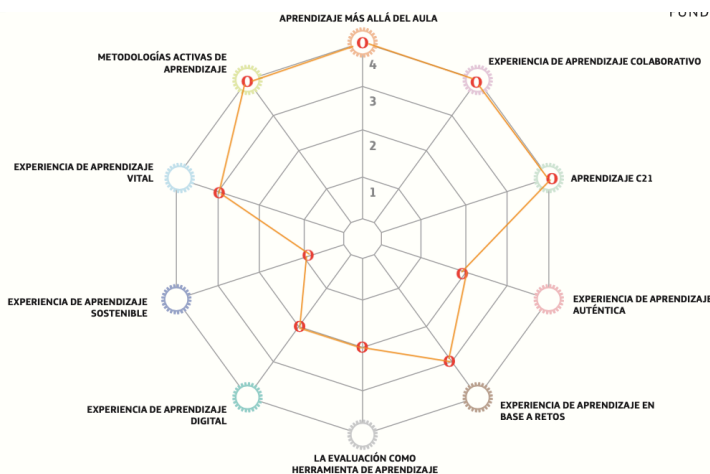 FUND
APRENDIZAJE MÁS ALLÁ DEL AULA
METODOLOGÍAS ACTIVAS DE
APRENDIZAJE
EXPERIENCIA DE APRENDIZAJE COLABORATIVO
4
3
2
1
EXPERIENCIA DE APRENDIZAJE
VITAL
APRENDIZAJE C21
EXPERIENCIA DE APRENDIZAJE
SOSTENIBLE
EXPERIENCIA DE APRENDIZAJE
AUTÉNTICA
EXPERIENCIA DE APRENDIZAJE
DIGITAL
EXPERIENCIA DE APRENDIZAJE EN
BASE A RETOS
LA EVALUACIÓN COMO
HERRAMIENTA DE APRENDIZAJE